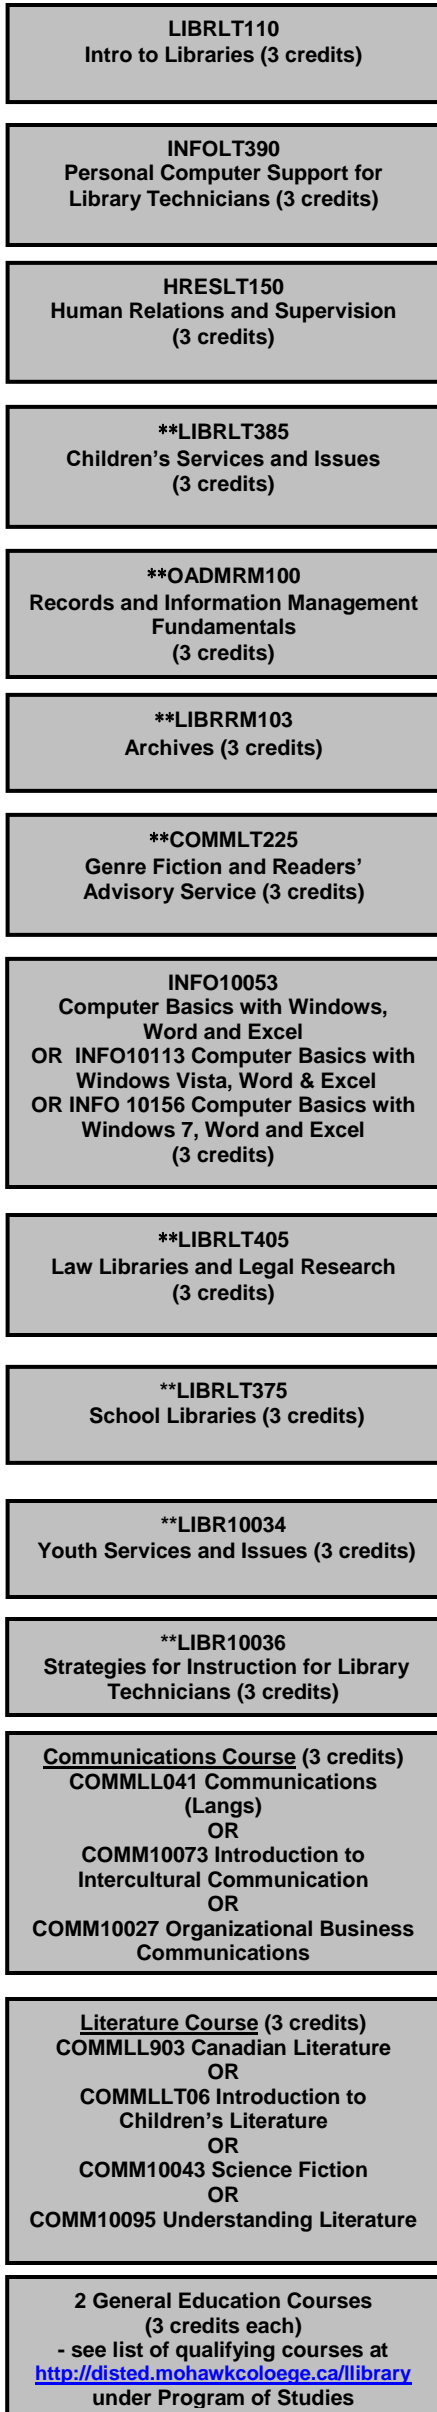 LIBRLT110
Intro to Libraries (3 credits)
INFOLT390
Personal Computer Support for
Library Technicians (3 credits)
HRESLT150
Human Relations and Supervision
(3 credits)
**LIBRLT385
Children's Services and Issues
(3 credits)
**OADMRM100
Records and Information Management
Fundamentals
(3 credits)
**LIBRRM103
Archives (3 credits)
**COMMLT225
Genre Fiction and Readers'
Advisory Service (3 credits)
INFO10053
Computer Basics with Windows,
Word and Excel
OR INFO10113 Computer Basics with
Windows Vista, Word & Excel
OR INFO 10156 Computer Basics with
Windows 7, Word and Excel
(3 credits)
**LIBRLT405
Law Libraries and Legal Research
(3 credits)
**LIBRLT375
School Libraries (3 credits)
**LIBR10034
Youth Services and Issues (3 credits)
**LIBR10036
Strategies for Instruction for Library
Technicians (3 credits)
Communications Course (3 credits)
COMMLL041 Communications
(Langs)
OR
COMM10073 Introduction to
Intercultural Communication
OR
COMM10027 Organizational Business
Communications
Literature Course (3 credits)
COMMLL903 Canadian Literature
OR
COMMLLT06 Introduction to
Children's Literature
OR
COMM10043 Science Fiction
OR
COMM10095 Understanding Literature
2 General Education Courses
(3 credits each)
- see list of qualifying courses at
http://disted.mohawkcoloege.ca/llibrary
under Program of Studies